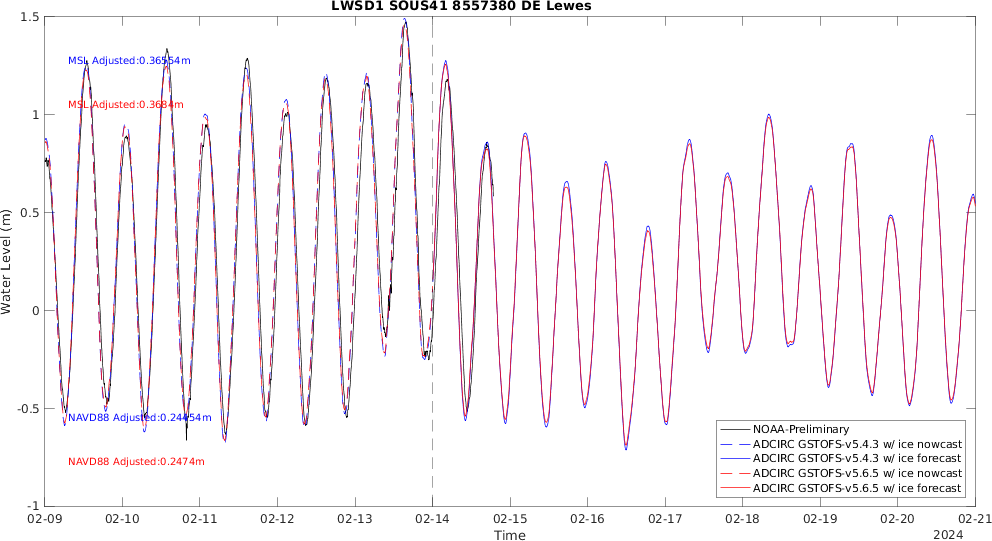 LWSD1 SOUS41 8557380 DE Lewes
1.5
1
0.5
0
-0.5
-1
Water Level (m)
MSL Adjusted:0.36554m
MSL Adjusted:0.3684m
NAVD88 Adjusted:0.24454m
NAVD88 Adjusted:0.2474m
NOAA-Preliminary
ADCIRC GSTOFS-v5.4.3 w/ ice nowcast
ADCIRC GSTOFS-v5.4.3 w/ ice forecast
ADCIRC GSTOFS-v5.6.5 w/ ice nowcast
ADCIRC GSTOFS-v5.6.5 w/ ice forecast
02-09 02-10 02-11 02-12 02-13 02-14 02-15 02-16 02-17 02-18 02-19 02-20 02-21
Time
2024